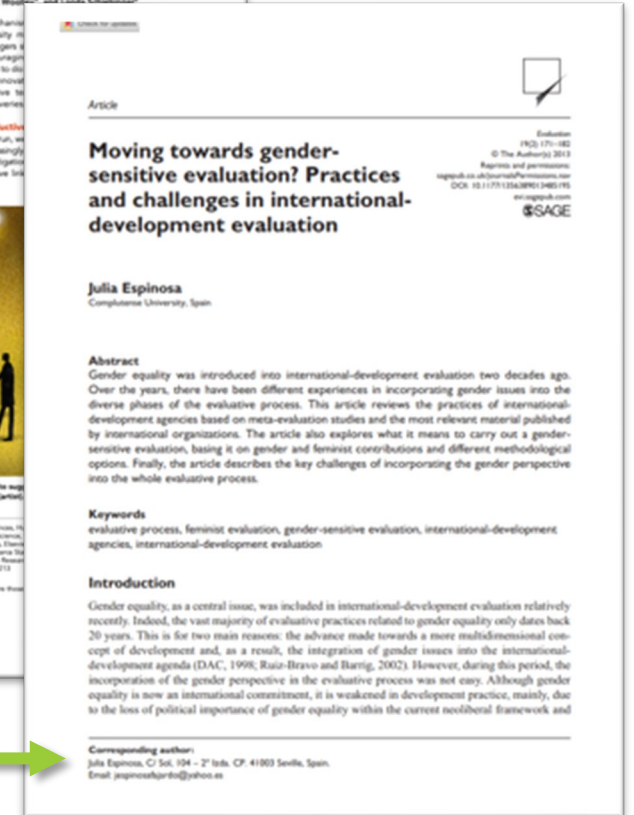 Check for updates
Article
Moving towards gender-
sensitive evaluation? Practices
and challenges in international-
development evaluation
Evaluation
19(2) 171–182
© The Author(s) 2013
Reprints and permissions:
sagepub.co.uk/journalsPermissions.nav
DOI: 10.1177/1356389013485195
evi.sagepub.com
SAGE
Julia Espinosa
Complutense University, Spain
Abstract
Gender equality was introduced into international-development evaluation two decades ago.
Over the years, there have been different experiences in incorporating gender issues into the
diverse phases of the evaluative process. This article reviews the practices of international-
development agencies based on meta-evaluation studies and the most relevant material published
by international organizations. The article also explores what it means to carry out a gender-
sensitive evaluation, basing it on gender and feminist contributions and different methodological
options. Finally, the article describes the key challenges of incorporating the gender perspective
into the whole evaluative process.
Keywords
evaluative process, feminist evaluation, gender-sensitive evaluation, international-development
agencies, international-development evaluation
Introduction
Gender equality, as a central issue, was included in international-development evaluation relatively
recently. Indeed, the vast majority of evaluative practices related to gender equality only dates back
20 years. This is for two main reasons: the advance made towards a more multidimensional con-
cept of development and, as a result, the integration of gender issues into the international-
development agenda (DAC, 1998; Ruiz-Bravo and Barrig, 2002). However, during this period, the
incorporation of the gender perspective in the evaluative process was not easy. Although gender
equality is now an international commitment, it is weakened in development practice, mainly, due
to the loss of political importance of gender equality within the current neoliberal framework and
Corresponding author:
Julia Espinosa, C/ Sol, 104 – 2° Izda. CP. 41003 Seville, Spain.
Email: